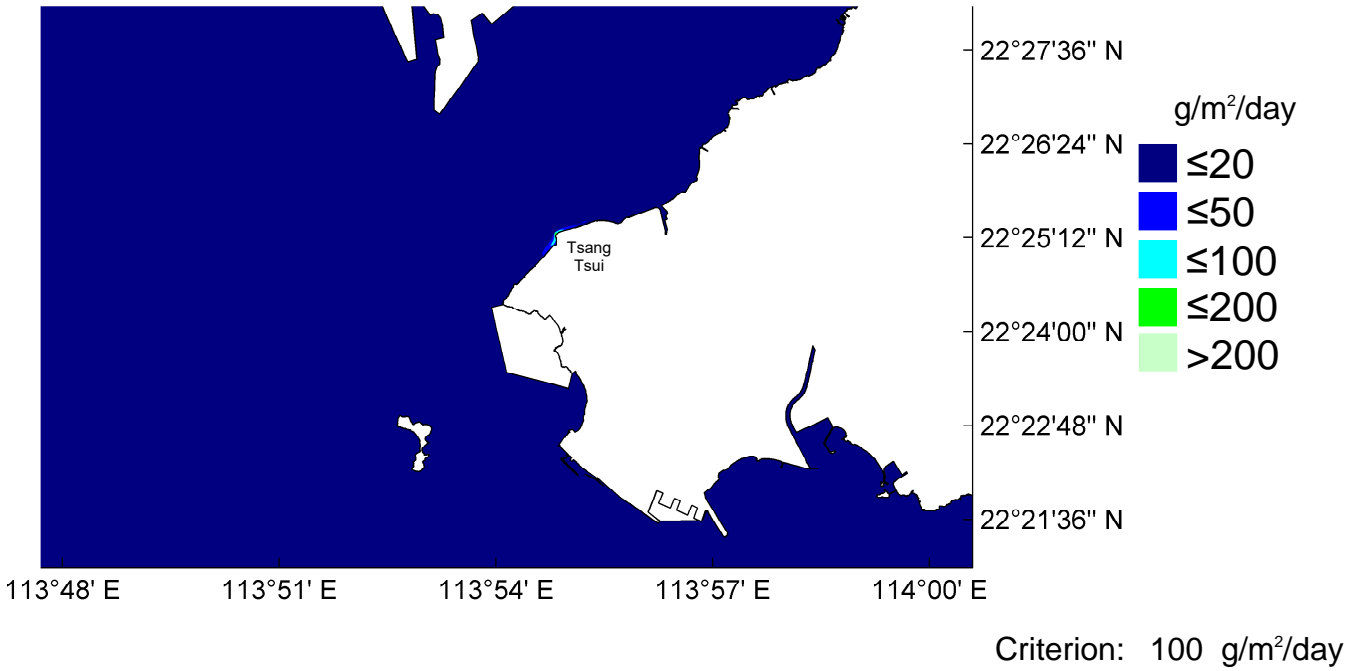 22°27'36" N
g/m²/day
22°26'24" N
≤20
≤50
22°25'12" N
Tsang
Tsui
≤100
≤200
22°24'00" N
>200
22°22'48" N
22°21'36" N
113°48' E 113°51' E 113°54' E 113°57' E 114°00' E
Criterion: 100 g/m²/day